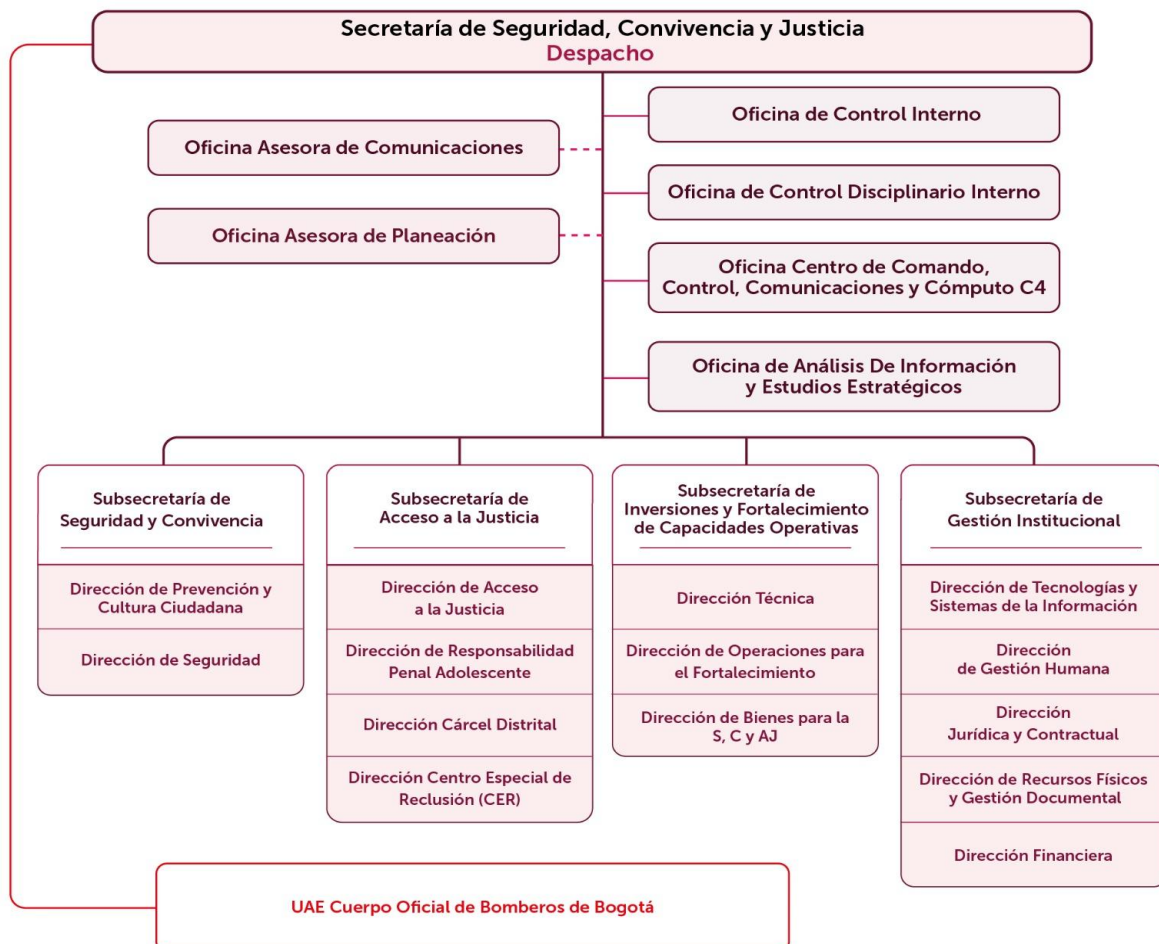 Secretaría de Seguridad, Convivencia y Justicia
Despacho
Oficina Asesora de Comunicaciones
Oficina Asesora de Planeación
Oficina de Control Interno
Oficina de Control Disciplinario Interno
Oficina Centro de Comando,
Control, Comunicaciones y Cómputo C4
Oficina de Análisis De Información
y Estudios Estratégicos
Subsecretaría de
Seguridad y Convivencia
Dirección de Prevención y
Cultura Ciudadana
Dirección de Seguridad
Subsecretaría de
Acceso a la Justicia
Dirección de Acceso
a la Justicia
Dirección de Responsabilidad
Penal Adolescente
Dirección Cárcel Distrital
Dirección Centro Especial de
Reclusión (CER)
Subsecretaría de
Inversiones y Fortalecimiento
de Capacidades Operativas
Dirección Técnica
Dirección de Operaciones para
el Fortalecimiento
Dirección de Bienes para la
S, C y AJ
Subsecretaría de
Gestión Institucional
Dirección de Tecnologías y
Sistemas de la Información
Dirección
de Gestión Humana
Dirección
Jurídica y Contractual
Dirección de Recursos Físicos
y Gestión Documental
Dirección Financiera
UAE Cuerpo Oficial de Bomberos de Bogotá